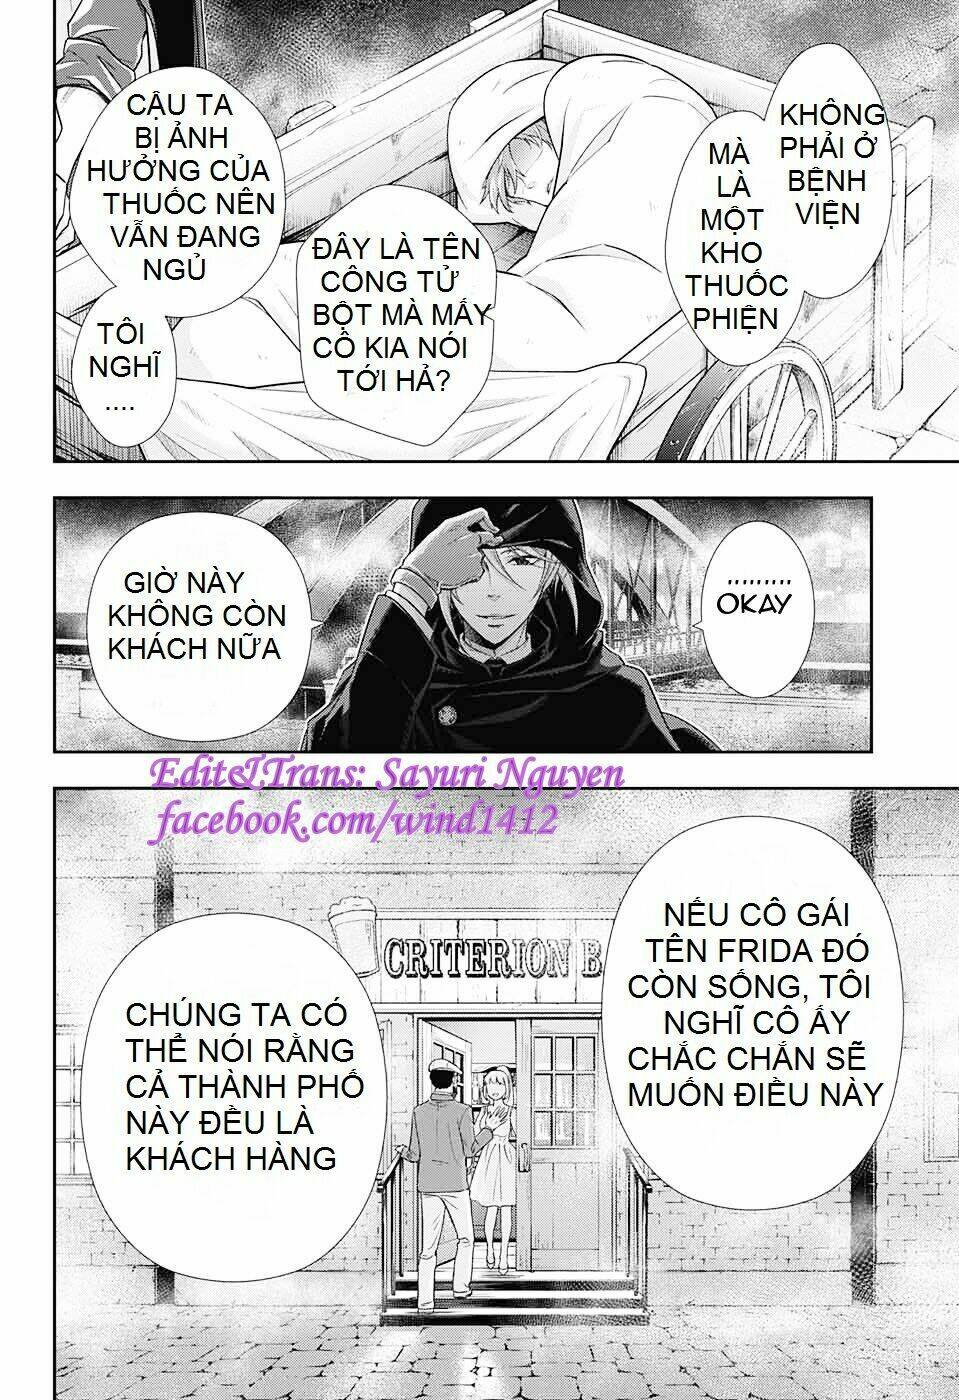 KHÔNG
PHẢI Ở
BỆNH
VIỆN
MÀ
LÀ
MỘT
KHO
THUỐC
PHIỆN
ĐÂY LÀ TÊN
CÔNG TỬ
BỘT MÀ MẤY
CÔ KIA NÓI
TỚI HẢ?
CẬU TA
BỊ ẢNH
HƯỞNG CỦA
THUỐC NÊN
VẪN ĐANG
NGỦ
TÔI
NGHĨ
....
..........
OKAY
GIỜ NÀY
KHÔNG CÒN
KHÁCH NỮA
Edit&Trans: Sayuri Nguyen
facebook.com/wind1412
NẾU CÔ GÁI
TÊN FRIDA ĐÓ
CÒN SỐNG, TÔI
NGHĨ CÔ ẤY
CHẮC CHẮN SẼ
MUỐN ĐIỀU NÀY
CRITERION B
CHÚNG TA CÓ
THỂ NÓI RẰNG
CẢ THÀNH PHỐ
NÀY ĐỀU LÀ
KHÁCH HÀNG